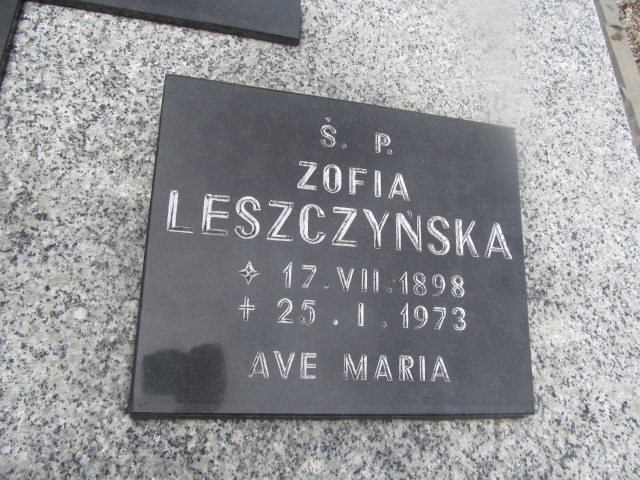 Ś. P.
ZOFIA
LESZCZYŃSKA
✧ 17.VII.1898
+ 25.I.1973
AVE MARIA